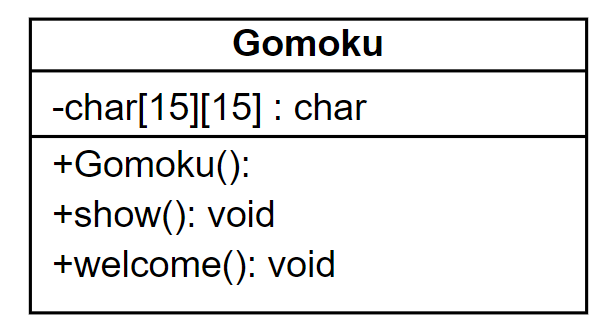 Gomoku
-char[15][15] : char
+Gomoku():
+show(): void
+welcome(): void